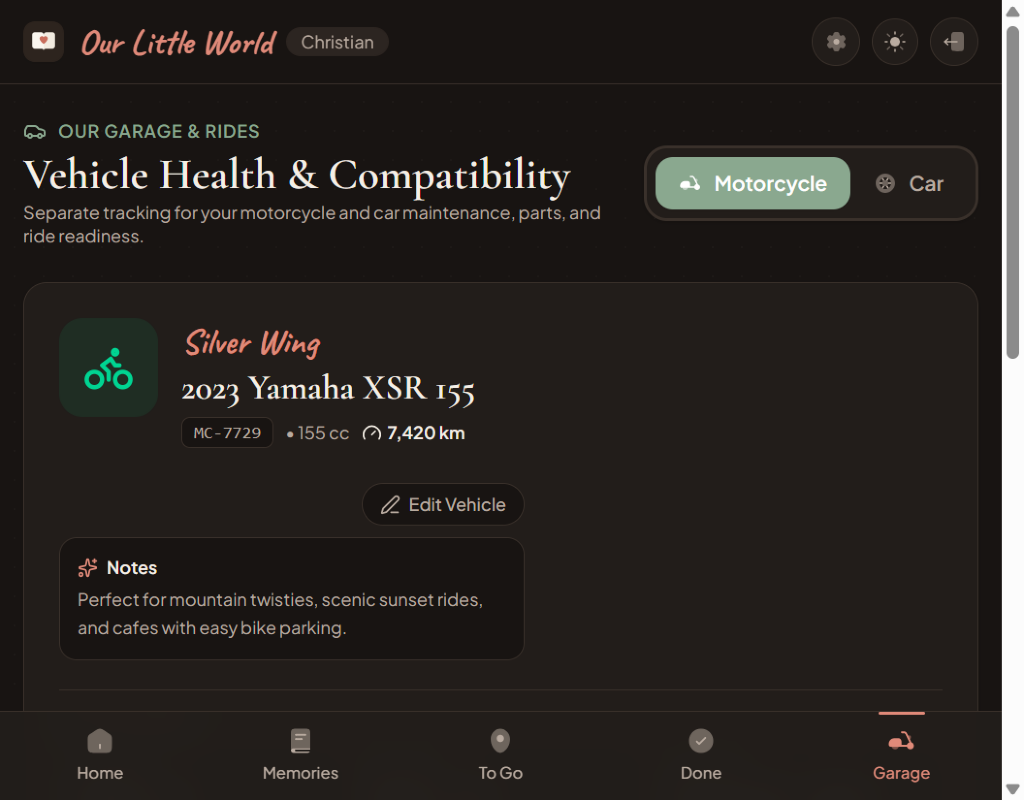 Our Little World Christian
OUR GARAGE & RIDES
Vehicle Health & Compatibility
Separate tracking for your motorcycle and car maintenance, parts, and
ride readiness.
Motorcycle Car
Silver Wing
2023 Yamaha XSR 155
MC-7729 • 155 cc 7,420 km
Edit Vehicle
Notes
Perfect for mountain twisties, scenic sunset rides,
and cafes with easy bike parking.
Home Memories To Go Done Garage